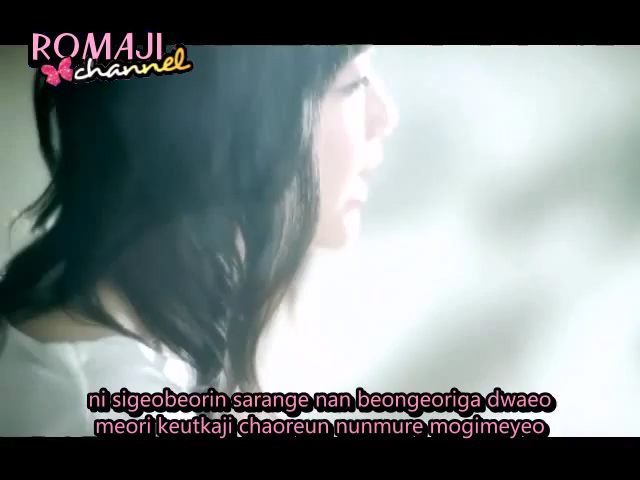 ROMAJI
channel
ni sigeobeorin sarange nan beongeoriga dwaeo
meori keutkaji chaoreun nunmure mogimeyeo